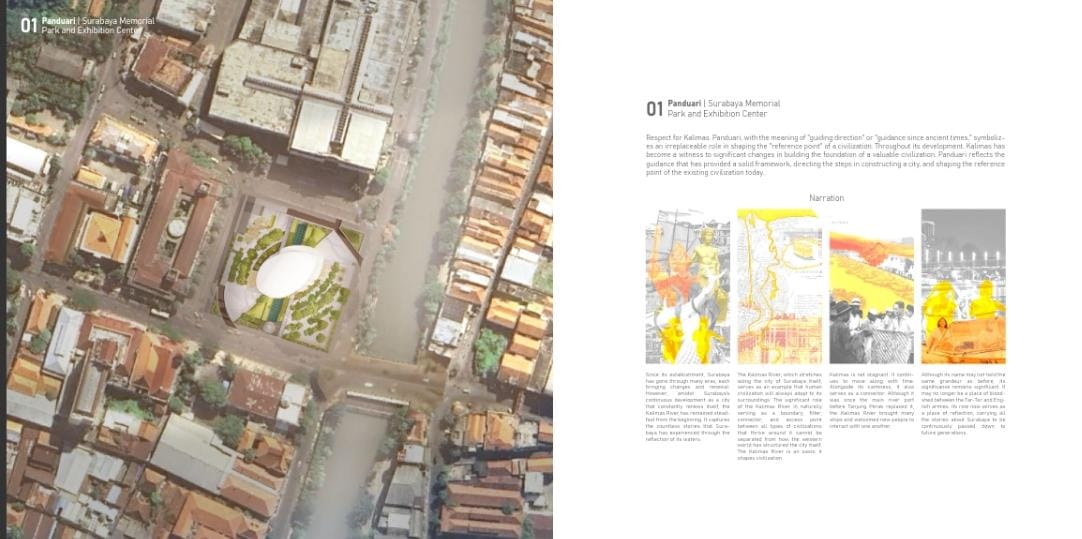 01 Panduari | Surabaya Memorial
Park and Exhibition Center
01 Panduari | Surabaya Memorial
Park and Exhibition Center
Respect for Kalimas. Panduari, with the meaning of "guiding direction" or "guidance since ancient times," symboliz-
es an irreplaceable role in shaping the "reference point" of a civilization. Throughout its development, Kalimas has
become a witness to significant changes in building the foundation of a valuable civilization. Panduari reflects the
guidance that has provided a solid framework, directing the steps in constructing a city, and shaping the reference
point of the existing civilization today.
Narration
Since its establishment, Surabaya
has gone through many eras, each
bringing changes and renewal.
However, amidst Surabaya's
continuous development as a city
that constantly renews itself, the
Kalimas River has remained stead-
fast from the beginning. It captures
the countless stories that Sura-
baya has experienced through the
reflection of its waters.
The Kalimas River, which stretches
along the city of Surabaya itself,
serves as an example that human
civilization will always adapt to its
surroundings. The significant role
of the Kalimas River is naturally
serving as a boundary, filter,
connector, and access point
between all types of civilizations
that thrive around it cannot be
separated from how the western
world has structured the city itself.
The Kalimas River is an oasis it
shapes civilization.
Kalimas is not stagnant. It contin-
ues to move along with time.
Alongside its calmness, it also
serves as a connector. Although it
was once the main river port
before Tanjung Perak replaced it,
the Kalimas River brought many
ships and welcomed new people to
interact with one another.
Although its name may not hold the
same grandeur as before, its
significance remains significant. It
may no longer be a place of blood-
shed between the Tar-Tar and Eng-
lish armies. Its role now serves as
a place of reflection, carrying all
the stories about Surabaya to be
continuously passed down to
future generations.